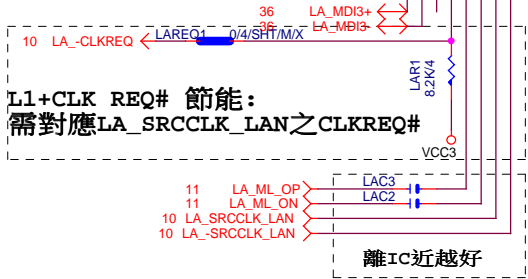 36 LA_MDI3+
36 LA_MDI3-
10 LA_-CLKREQ LAREQ1 0/4/SHT/M/X
LAR1
8.2K/4
L1+CLK REQ# 節能:
需對應LA_SRCCLK_LAN之CLKREQ#
VCC3
11 LA_ML_OP LAC3
11 LA_ML_ON LAC2
10 LA_SRCCLK_LAN
10 LA_-SRCCLK_LAN
離IC近越好